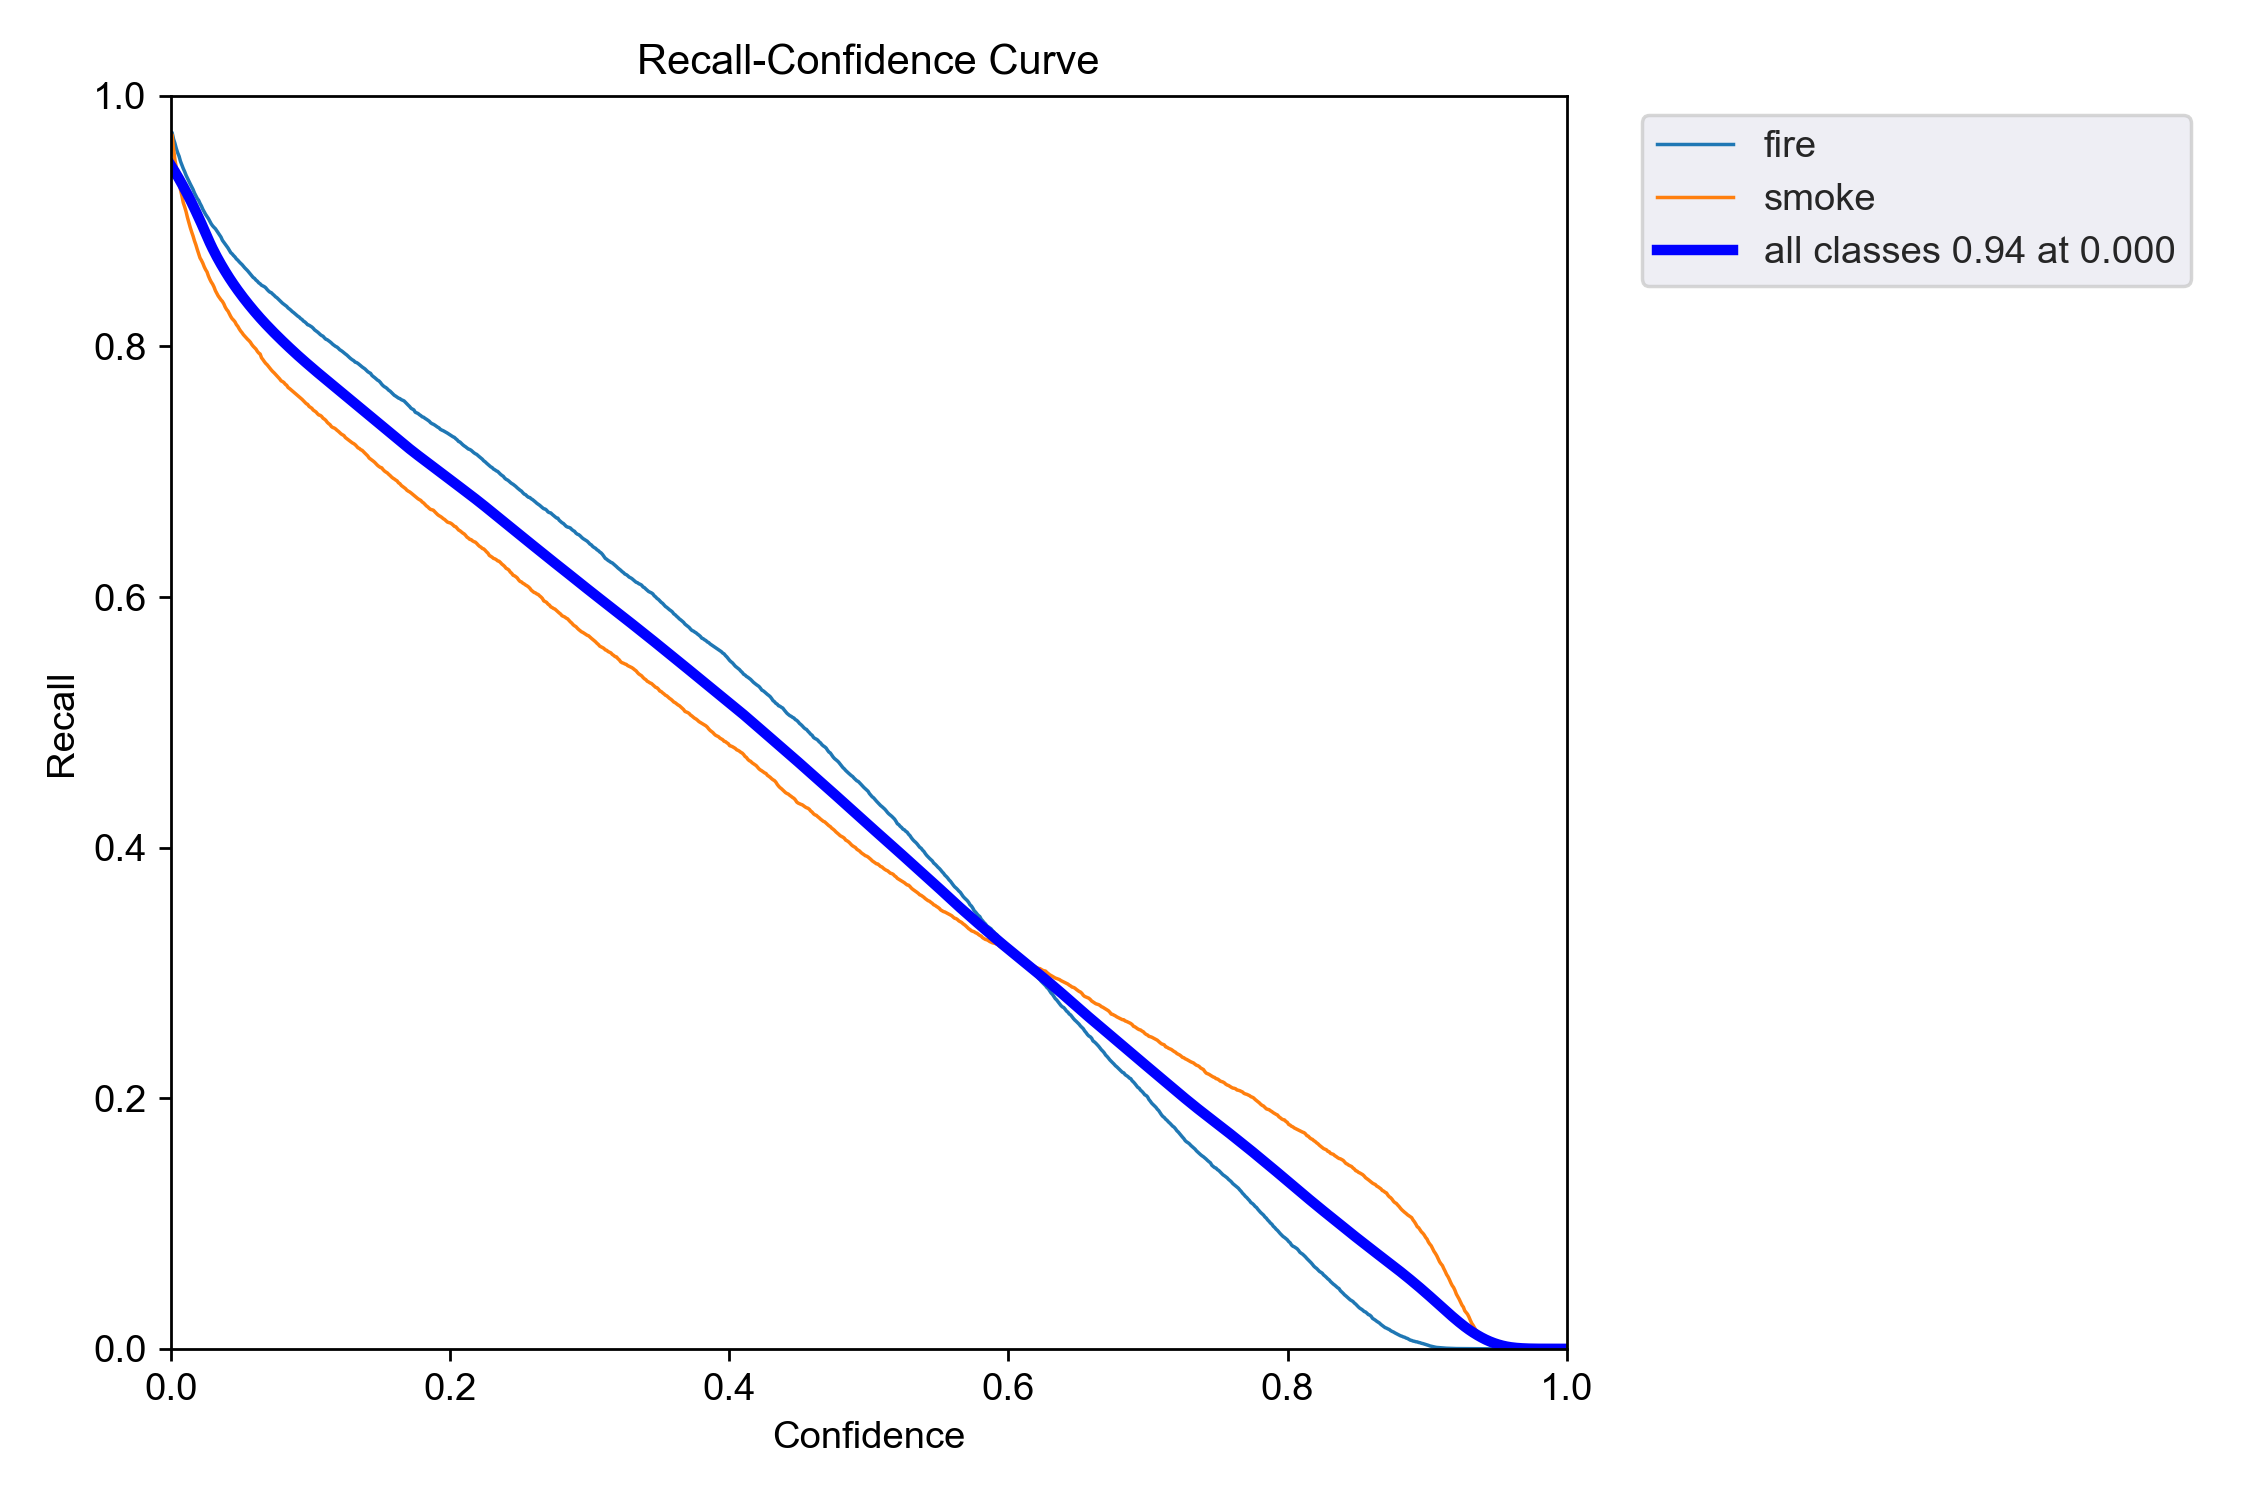 Recall-Confidence Curve
1.0
0.8
0.6
0.4
0.2
0.0
Recall
0.0 0.2 0.4 0.6 0.8 1.0
Confidence
fire
smoke
all classes 0.94 at 0.000